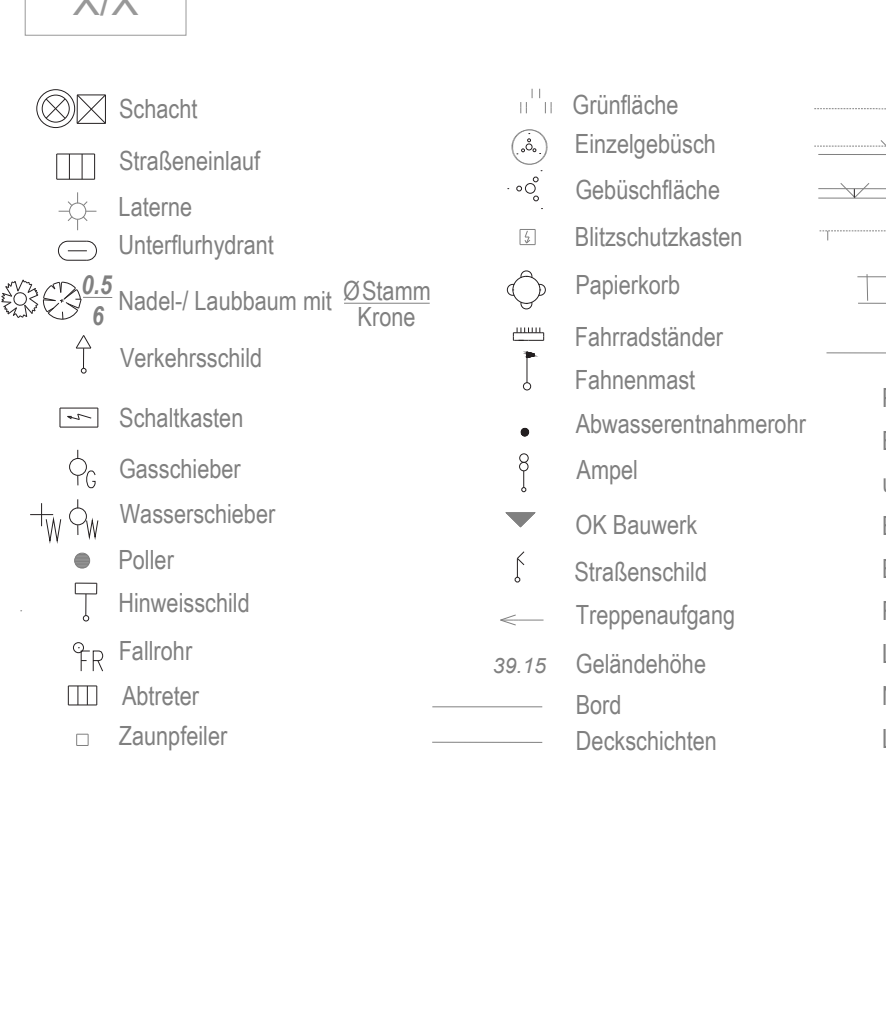 X/X
Schacht
Straßeneinlauf
Laterne
Unterflurhydrant
0.5
6
Nadel-/ Laubbaum mit ØStamm
Krone
Verkehrsschild
Schaltkasten
G Gasschieber
W W Wasserschieber
Poller
Hinweisschild
FR Fallrohr
Abtreter
Zaunpfeiler
Grünfläche
Einzelgebüsch
Gebüschfläche
Blitzschutzkasten
Papierkorb
Fahrradständer
Fahnenmast
Abwasserentnahmerohr
Ampel
OK Bauwerk
Straßenschild
Treppenaufgang
39.15 Geländehöhe
Bord
Deckschichten